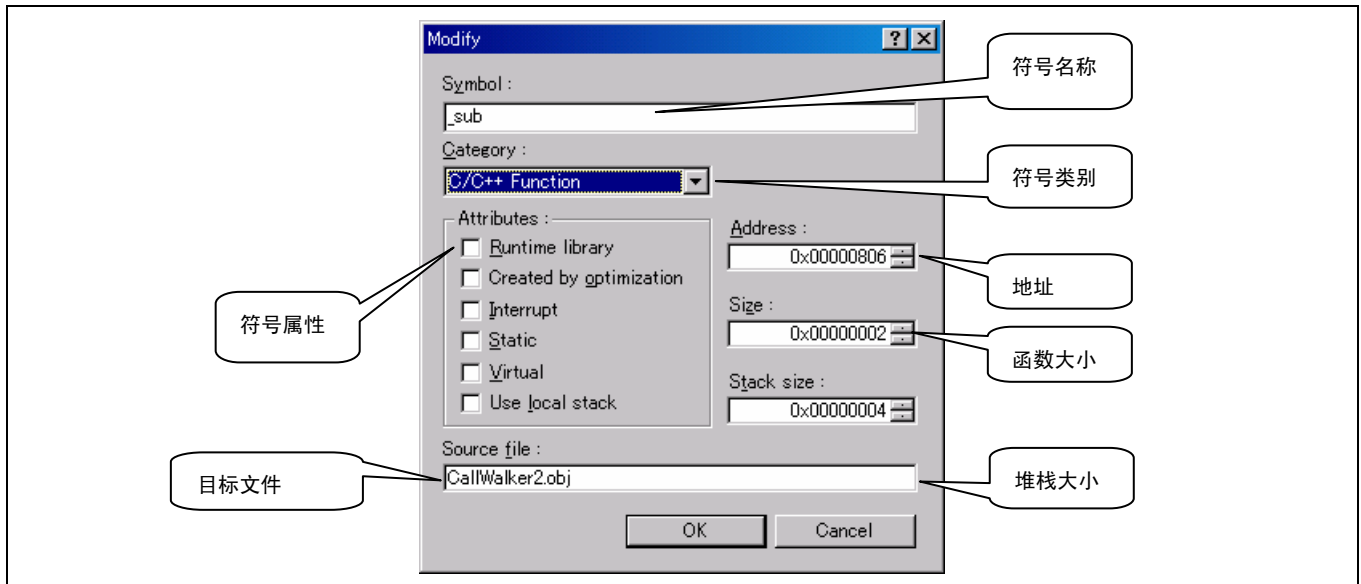 Modify
符号名称
Symbol :
_sub
Category :
C/C++ Function
符号类别
Attributes :
Runtime library
Created by optimization
Interrupt
Static
Virtual
Use local stack
符号属性
Address :
0x00000806
地址
Size :
0x00000002
函数大小
Stack size :
0x00000004
Source file :
CallWalker2.obj
目标文件
堆栈大小
OK
Cancel